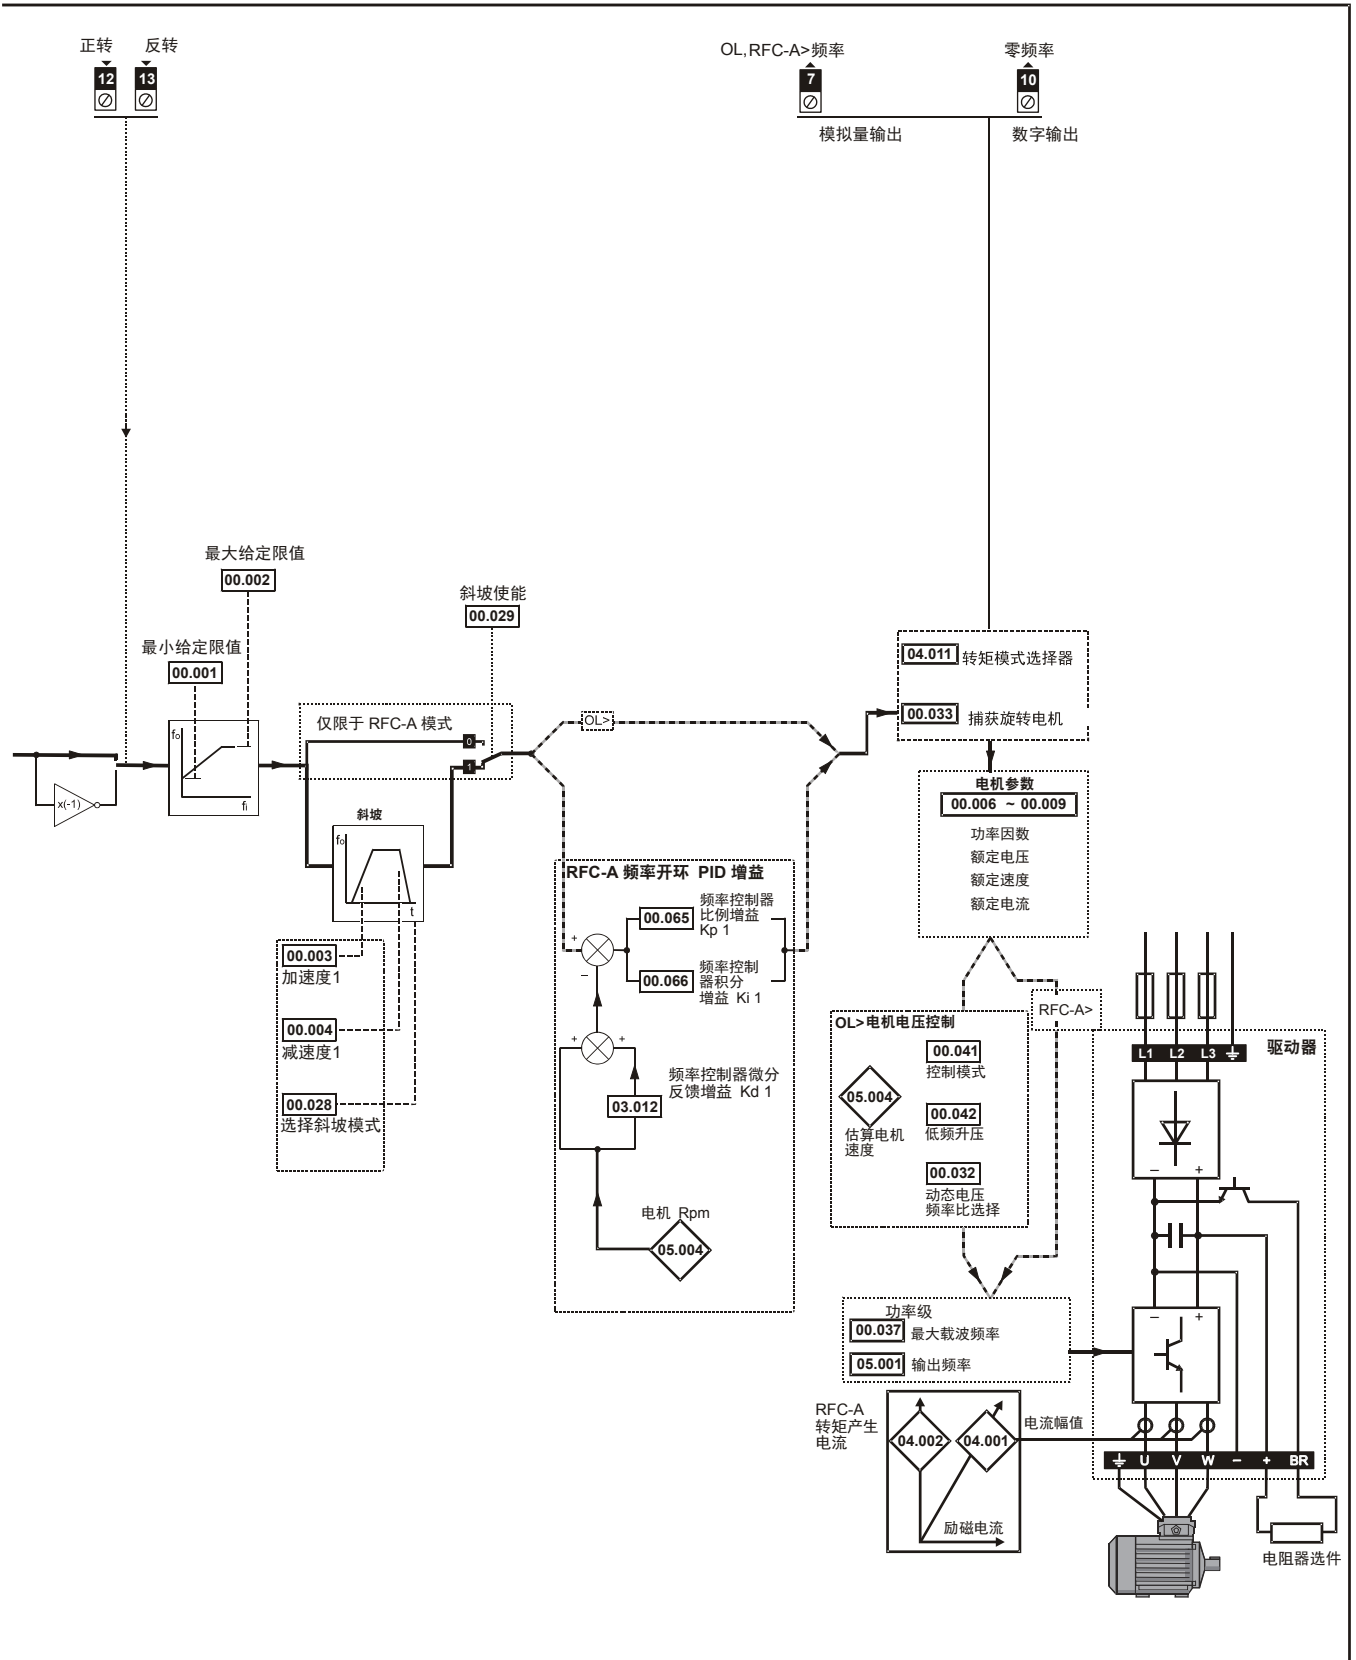 正转 反转
12 13
OL,RFC-A>频率
零频率
7
10
模拟量输出
数字输出
最大给定限值
00.002
最小给定限值
00.001
斜坡使能
00.029
fo
fi
x(-1)
仅限于 RFC-A 模式
0
1
斜坡
fo
t
00.003
加速度1
00.004
减速度1
00.028
选择斜坡模式
OL>
RFC-A 频率开环 PID 增益
+
−
00.065
频率控制器
比例增益
Kp 1
00.066
频率控制
器积分
增益 Ki 1
+ +
03.012
频率控制器微分
反馈增益 Kd 1
电机 Rpm
05.004
04.011 转矩模式选择器
00.033 捕获旋转电机
电机参数
00.006 ~ 00.009
功率因数
额定电压
额定速度
额定电流
RFC-A>
OL>电机电压控制
00.041
控制模式
05.004
估算电机
速度
00.042
低频升压
00.032
动态电压
频率比选择
功率级
00.037 最大载波频率
05.001 输出频率
RFC-A
转矩产生
电流
04.002
04.001
电流幅值
励磁电流
驱动器
L1 L2 L3
− +
− +
U V W − + BR
电阻器选件